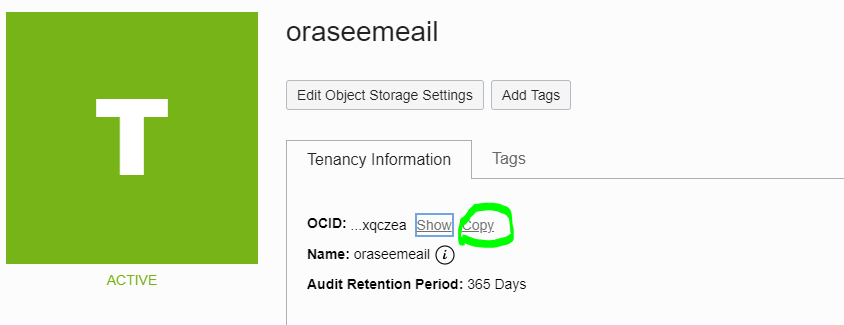 T
ACTIVE
oraseemeail
Edit Object Storage Settings Add Tags
Tenancy Information Tags
OCID: ...xqczea Show Copy
Name: oraseemeail i
Audit Retention Period: 365 Days